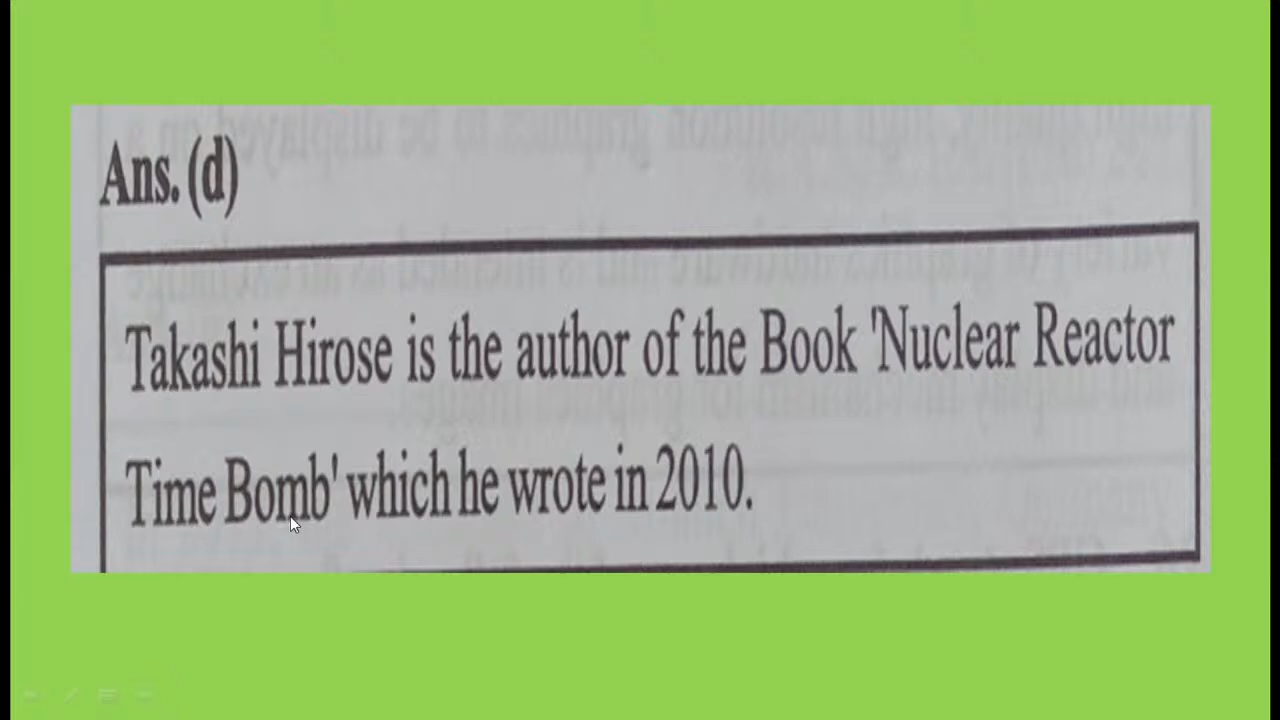 Ans. (d)
Takashi Hirose is the author of the Book 'Nuclear Reactor
Time Bomb' which he wrote in 2010.